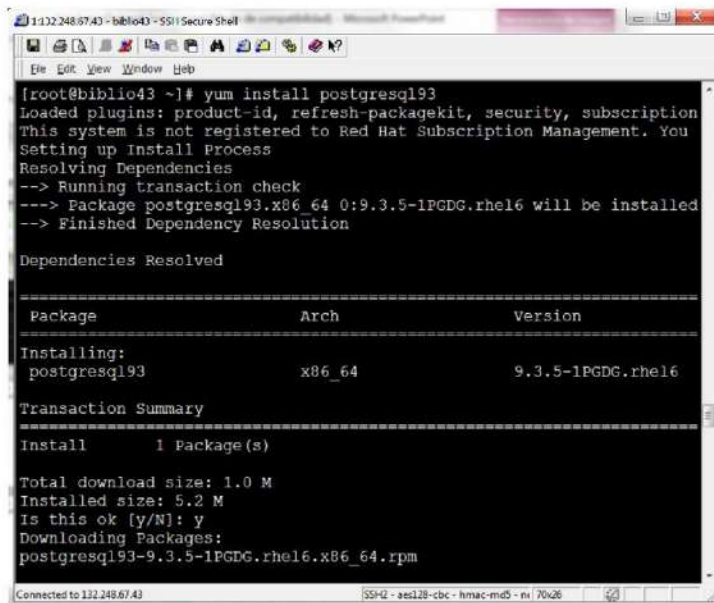 1:132.248.67.43 - biblio43 - SSH Secure Shell
File Edit View Window Help
[root@biblio43 ~]# yum install postgresql93
Loaded plugins: product-id, refresh-packagekit, security, subscription
This system is not registered to Red Hat Subscription Management. You
Setting up Install Process
Resolving Dependencies
--> Running transaction check
---> Package postgresql93.x86_64 0:9.3.5-1PGDG.rhel6 will be installed
--> Finished Dependency Resolution
Dependencies Resolved
Package Arch Version
Installing:
postgresql93 x86_64 9.3.5-1PGDG.rhel6
Transaction Summary
Install 1 Package(s)
Total download size: 1.0 M
Installed size: 5.2 M
Is this ok [y/N]: y
Downloading Packages:
postgresql93-9.3.5-1PGDG.rhel6.x86_64.rpm
Connected to 132.248.67.43 SSH2 - aes128-cbc - hmac-md5 - n 70x26